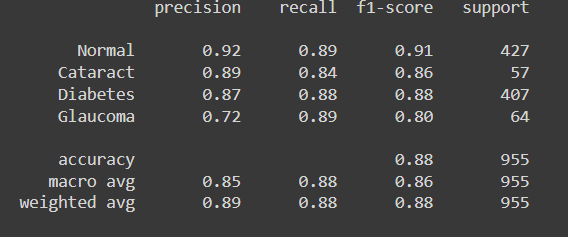 precision recall f1-score support
Normal 0.92 0.89 0.91 427
Cataract 0.89 0.84 0.86 57
Diabetes 0.87 0.88 0.88 407
Glaucoma 0.72 0.89 0.80 64
accuracy 0.88 955
macro avg 0.85 0.88 0.86 955
weighted avg 0.89 0.88 0.88 955